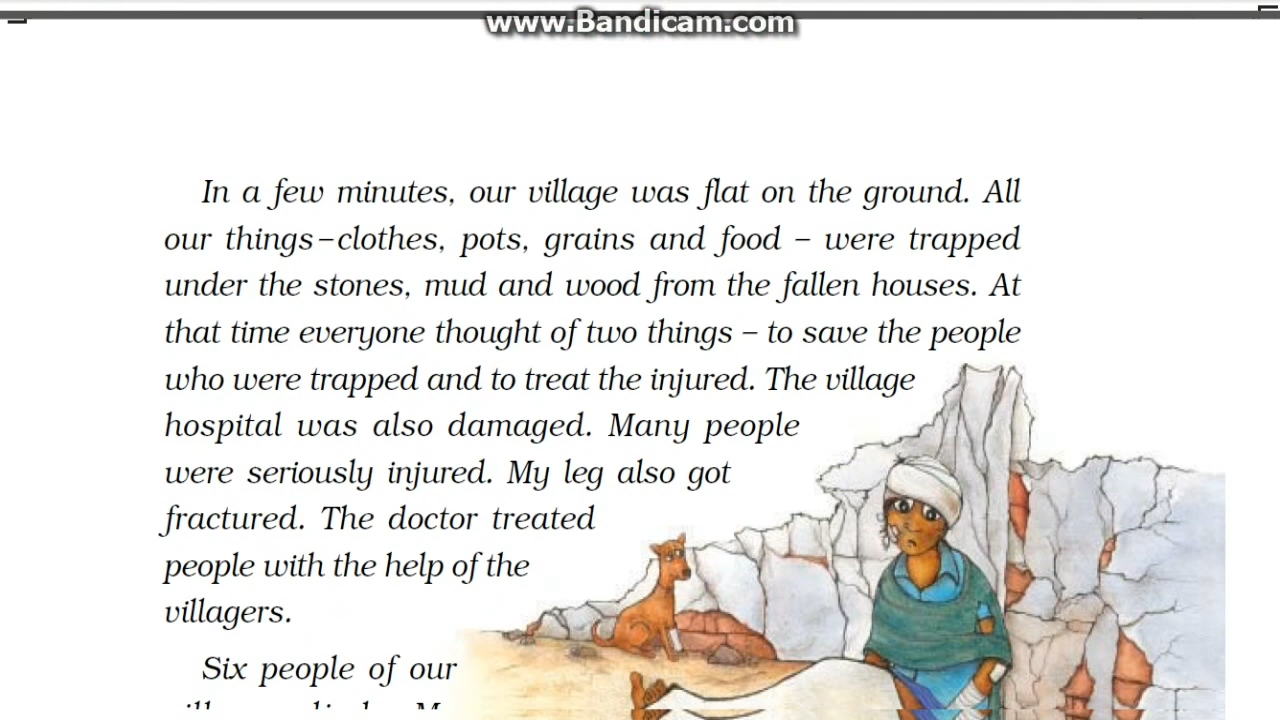 www.Bandicam.com
In a few minutes, our village was flat on the ground. All
our things–clothes, pots, grains and food – were trapped
under the stones, mud and wood from the fallen houses. At
that time everyone thought of two things – to save the people
who were trapped and to treat the injured. The village
hospital was also damaged. Many people
were seriously injured. My leg also got
fractured. The doctor treated
people with the help of the
villagers.
Six people of our